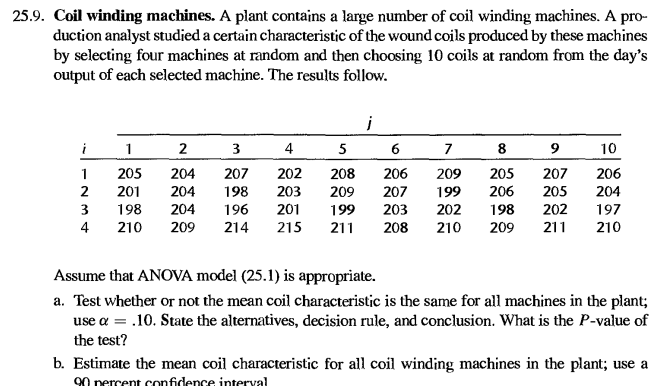 25.9. Coil winding machines. A plant contains a large number of coil winding machines. A pro-
duction analyst studied a certain characteristic of the wound coils produced by these machines
by selecting four machines at random and then choosing 10 coils at random from the day's
output of each selected machine. The results follow.
j
i 1 2 3 4 5 6 7 8 9 10
1 205 204 207 202 208 206 209 205 207 206
2 201 204 198 203 209 207 199 206 205 204
3 198 204 196 201 199 203 202 198 202 197
4 210 209 214 215 211 208 210 209 211 210
Assume that ANOVA model (25.1) is appropriate.
a. Test whether or not the mean coil characteristic is the same for all machines in the plant;
use α = .10. State the alternatives, decision rule, and conclusion. What is the P-value of
the test?
b. Estimate the mean coil characteristic for all coil winding machines in the plant; use a
90 percent confidence interval